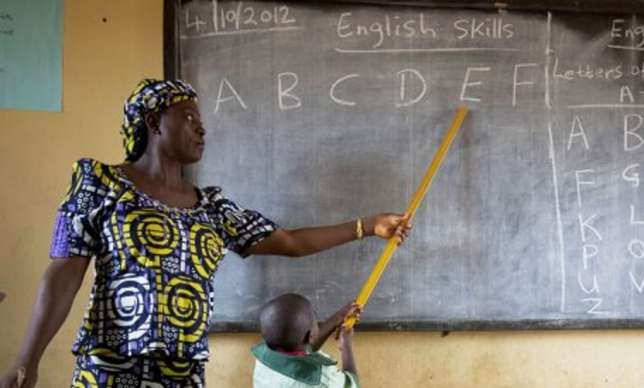 4/10/2012
English Skills
A B C D E F
Eng
Letters of
A
A B
F G
K L
P Q
U V
Z